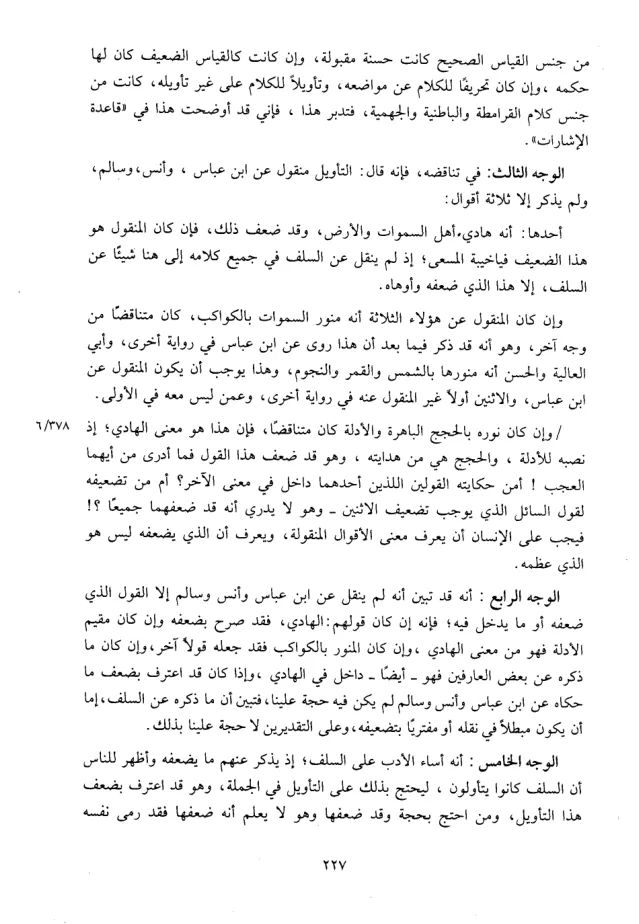 من جنس القياس الصحيح كانت حسنة مقبولة، وإن كانت كالقياس الضعيف كان لها
حكمه ،وإن كان تحريفًا للكلام عن مواضعه، وتأويلاً للكلام على غير تأويله، كانت من
جنس كلام القرامطة والباطنية والجهمية، فتدبر هذا ، فإني قد أوضحت هذا في «قاعدة
الإشارات».
الوجه الثالث: في تناقضه، فإنه قال: التأويل منقول عن ابن عباس ، وأنس،وسالم،
ولم يذكر إلا ثلاثة أقوال:
أحدها: أنه هادي أهل السموات والأرض، وقد ضعف ذلك، فإن كان المنقول هو
هذا الضعيف فياخيبة المسعى؛ إذ لم ينقل عن السلف في جميع كلامه إلى هنا شيئًا عن
السلف، إلا هذا الذي ضعفه وأوهاه.
وإن كان المنقول عن هؤلاء الثلاثة أنه منور السموات بالكواكب، كان متناقضًا من
وجه آخر، وهو أنه قد ذكر فيما بعد أن هذا روى عن ابن عباس في رواية أخرى، وأبي
العالية والحسن أنه منورها بالشمس والقمر والنجوم، وهذا يوجب أن يكون المنقول عن
ابن عباس، والاثنين أولاً غير المنقول عنه في رواية أخرى، وعمن ليس معه في الأولى.
٦/٣٧٨ /وإن كان نوره بالحجج الباهرة والأدلة كان متناقضًا، فإن هذا هو معنى الهادي؛ إذ
نصبه للأدلة ، والحجج هي من هدايته ، وهو قد ضعف هذا القول فما أدرى من أيهما
العجب ! أمن حكايته القولين اللذين أحدهما داخل في معنى الآخر؟ أم من تضعيفه
لقول السائل الذي يوجب تضعيف الاثنين ـ وهو لا يدري أنه قد ضعفهما جميعًا ؟!
فيجب على الإنسان أن يعرف معنى الأقوال المنقولة، ويعرف أن الذي يضعفه ليس هو
الذي عظمه.
الوجه الرابع : أنه قد تبين أنه لم ينقل عن ابن عباس وأنس وسالم إلا القول الذي
ضعفه أو ما يدخل فيه؛ فإنه إن كان قولهم:الهادي، فقد صرح بضعفه وإن كان مقيم
الأدلة فهو من معنى الهادي ،وإن كان المنور بالكواكب فقد جعله قولاً آخر،وإن كان ما
ذكره عن بعض العارفين فهو ـ أيضًا ـ داخل في الهادي ،وإذا كان قد اعترف بضعف ما
حكاه عن ابن عباس وأنس وسالم لم يكن فيه حجة علينا،فتبين أن ما ذكره عن السلف،إما
أن يكون مبطلاً في نقله أو مفتريًا بتضعيفه،وعلى التقديرين لا حجة علينا بذلك.
الوجه الخامس : أنه أساء الأدب على السلف؛ إذ يذكر عنهم ما يضعفه وأظهر للناس
أن السلف كانوا يتأولون ، ليحتج بذلك على التأويل في الجملة، وهو قد اعترف بضعف
هذا التأويل، ومن احتج بحجة وقد ضعفها وهو لا يعلم أنه ضعفها فقد رمى نفسه
٢٢٧